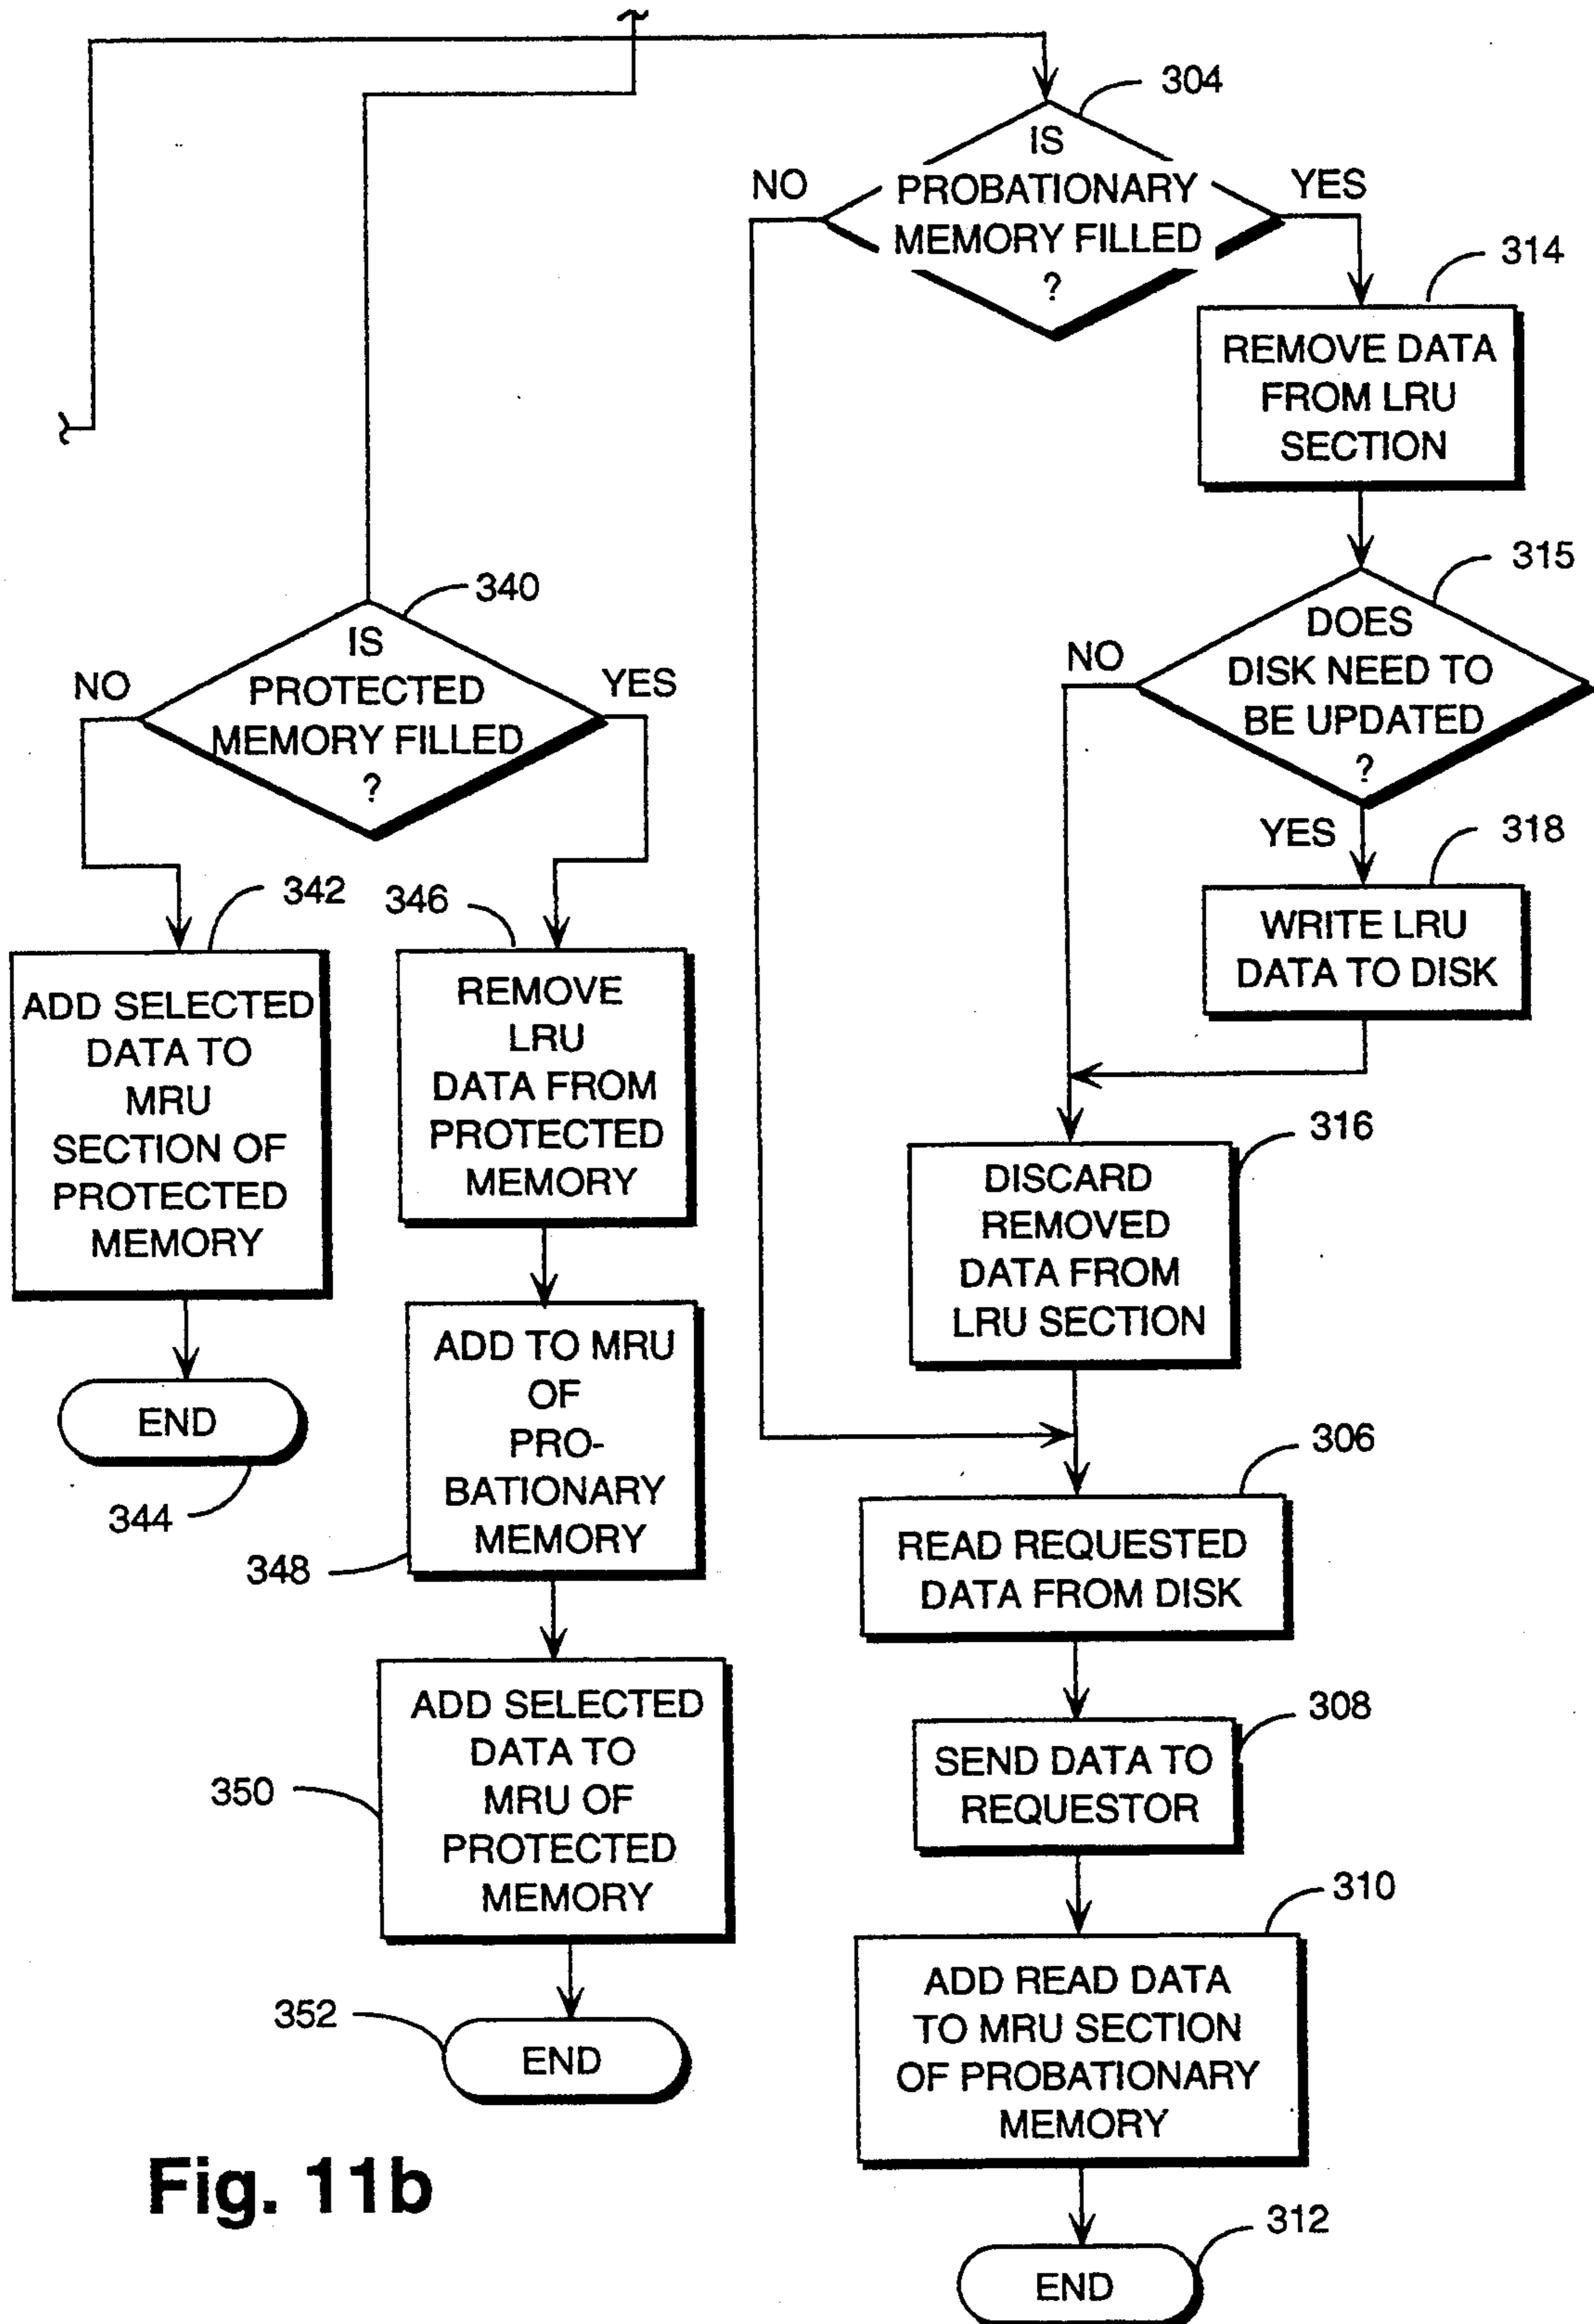 304
IS
PROBATIONARY
MEMORY FILLED
?
NO
YES
314
REMOVE DATA
FROM LRU
SECTION
315
DOES
DISK NEED TO
BE UPDATED
?
NO
YES
318
WRITE LRU
DATA TO DISK
316
DISCARD
REMOVED
DATA FROM
LRU SECTION
306
READ REQUESTED
DATA FROM DISK
308
SEND DATA TO
REQUESTOR
310
ADD READ DATA
TO MRU SECTION
OF PROBATIONARY
MEMORY
312
END
340
IS
PROTECTED
MEMORY FILLED
?
NO
YES
342
ADD SELECTED
DATA TO
MRU
SECTION OF
PROTECTED
MEMORY
END
344
346
REMOVE
LRU
DATA FROM
PROTECTED
MEMORY
348
ADD TO MRU
OF
PRO-
BATIONARY
MEMORY
350
ADD SELECTED
DATA TO
MRU OF
PROTECTED
MEMORY
352
END
Fig. 11b